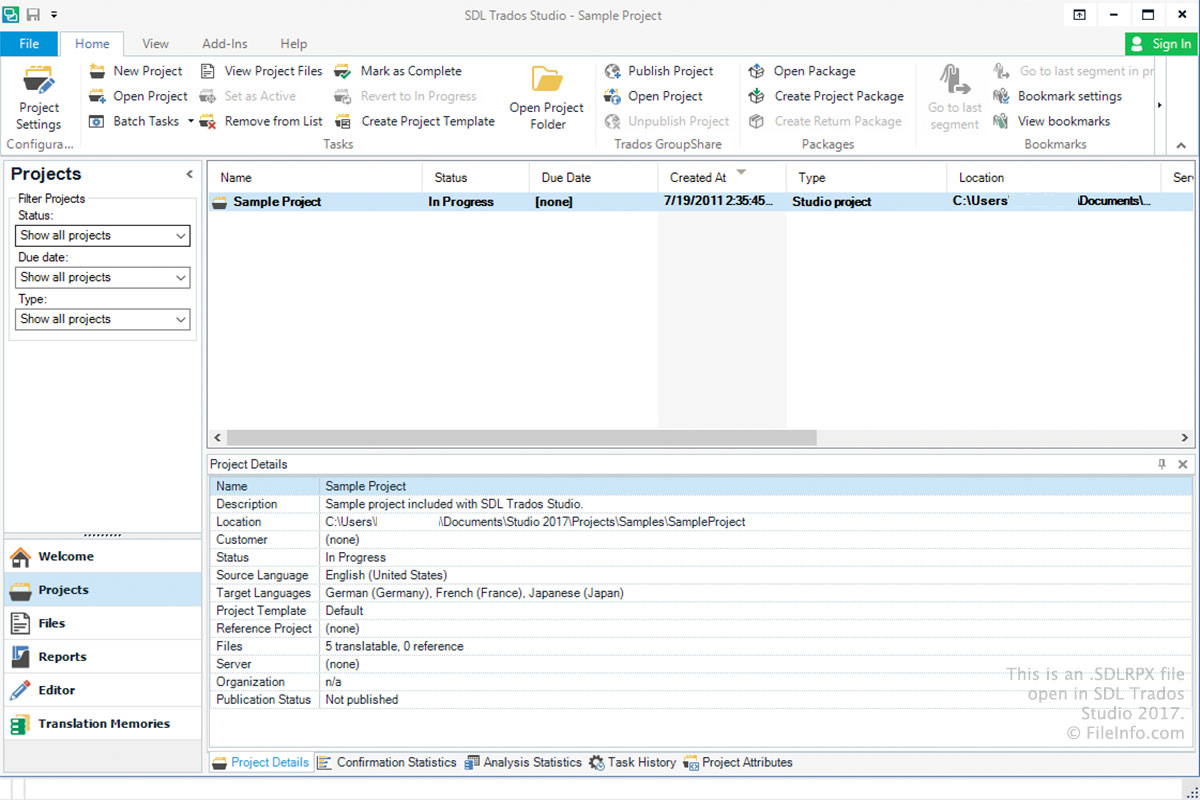 SDL Trados Studio - Sample Project
File Home View Add-Ins Help Sign In
New Project View Project Files Mark as Complete Publish Project Open Package Go to last segment in pr
Open Project Set as Active Revert to In Progress Open Project Create Project Package Bookmark settings
Batch Tasks Remove from List Create Project Template Unpublish Project Create Return Package View bookmarks
Project Settings
Open Project Folder
Go to last segment
Configura... Tasks Trados GroupShare Packages Bookmarks
Projects
Filter Projects
Status:
Show all projects
Due date:
Show all projects
Type:
Show all projects
Name Status Due Date Created At Type Location Serv
Sample Project In Progress [none] 7/19/2011 2:35:45... Studio project C:\Users\ \Documents\...
Welcome
Projects
Files
Reports
Editor
Translation Memories
Project Details
Name Sample Project
Description Sample project included with SDL Trados Studio.
Location C:\Users\ \Documents\Studio 2017\Projects\Samples\SampleProject
Customer (none)
Status In Progress
Source Language English (United States)
Target Languages German (Germany), French (France), Japanese (Japan)
Project Template Default
Reference Project (none)
Files 5 translatable, 0 reference
Server (none)
Organization n/a
Publication Status Not published
This is an .SDLRPX file
open in SDL Trados
Studio 2017.
© FileInfo.com
Project Details Confirmation Statistics Analysis Statistics Task History Project Attributes